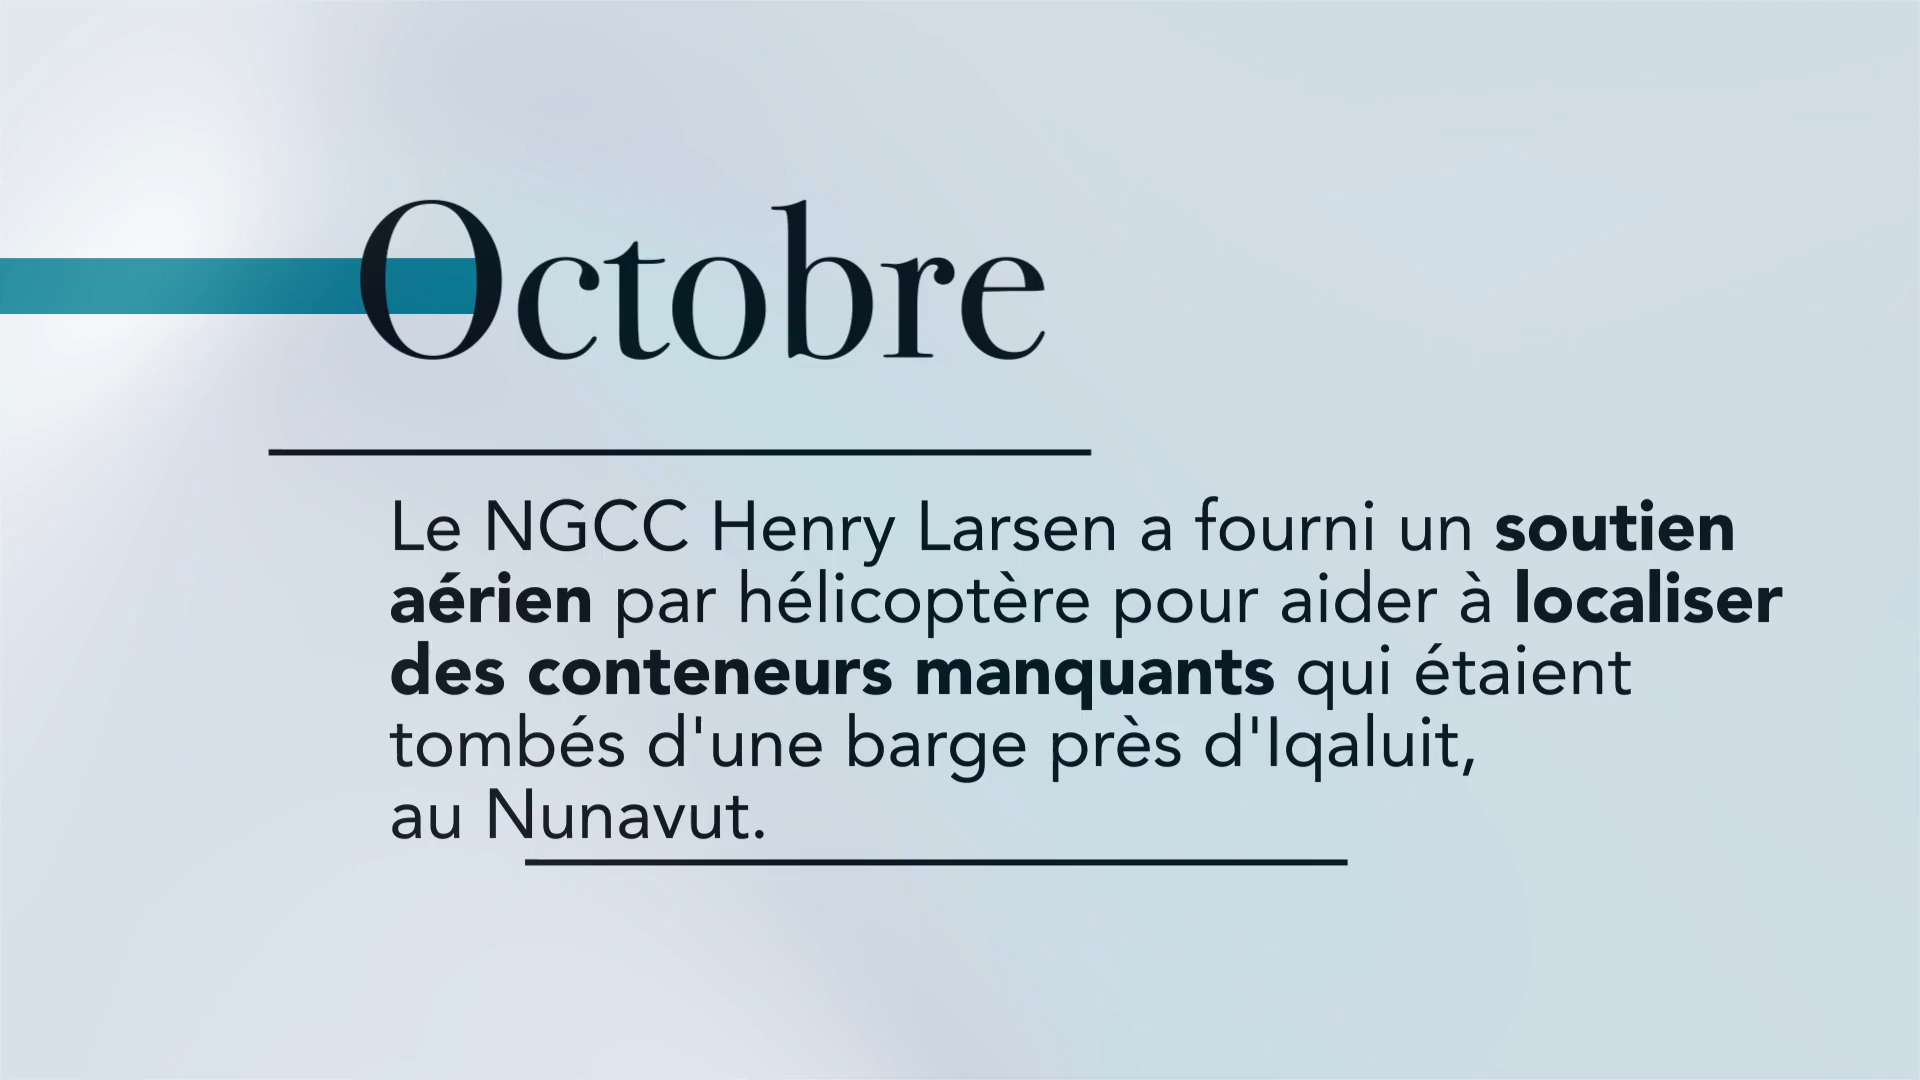 Octobre
Le NGCC Henry Larsen a fourni un soutien
aérien par hélicoptère pour aider à localiser
des conteneurs manquants qui étaient
tombés d'une barge près d'Iqaluit,
au Nunavut.